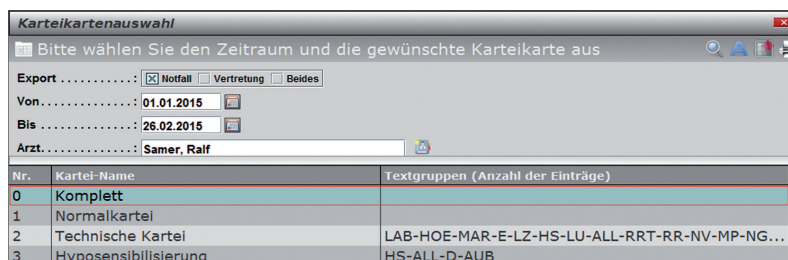 Karteikartenauswahl
Bitte wählen Sie den Zeitraum und die gewünschte Karteikarte aus
Export ...........: Notfall Vertretung Beides
Von.............: 01.01.2015
Bis .............: 26.02.2015
Arzt.............: Samer, Ralf
Nr. Kartei-Name Textgruppen (Anzahl der Einträge)
0 Komplett
1 Normalkartei
2 Technische Kartei LAB-HOE-MAR-E-LZ-HS-LU-ALL-RRT-RR-NV-MP-NG...
3 Hyposensibilisierung HS-ALL-D-AUB